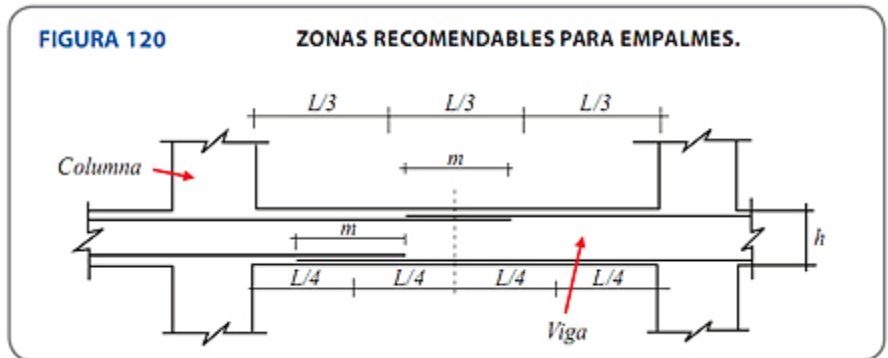 FIGURA 120 ZONAS RECOMENDABLES PARA EMPALMES.
L/3 L/3 L/3
Columna
m
m
h
L/4 L/4 L/4 L/4
Viga